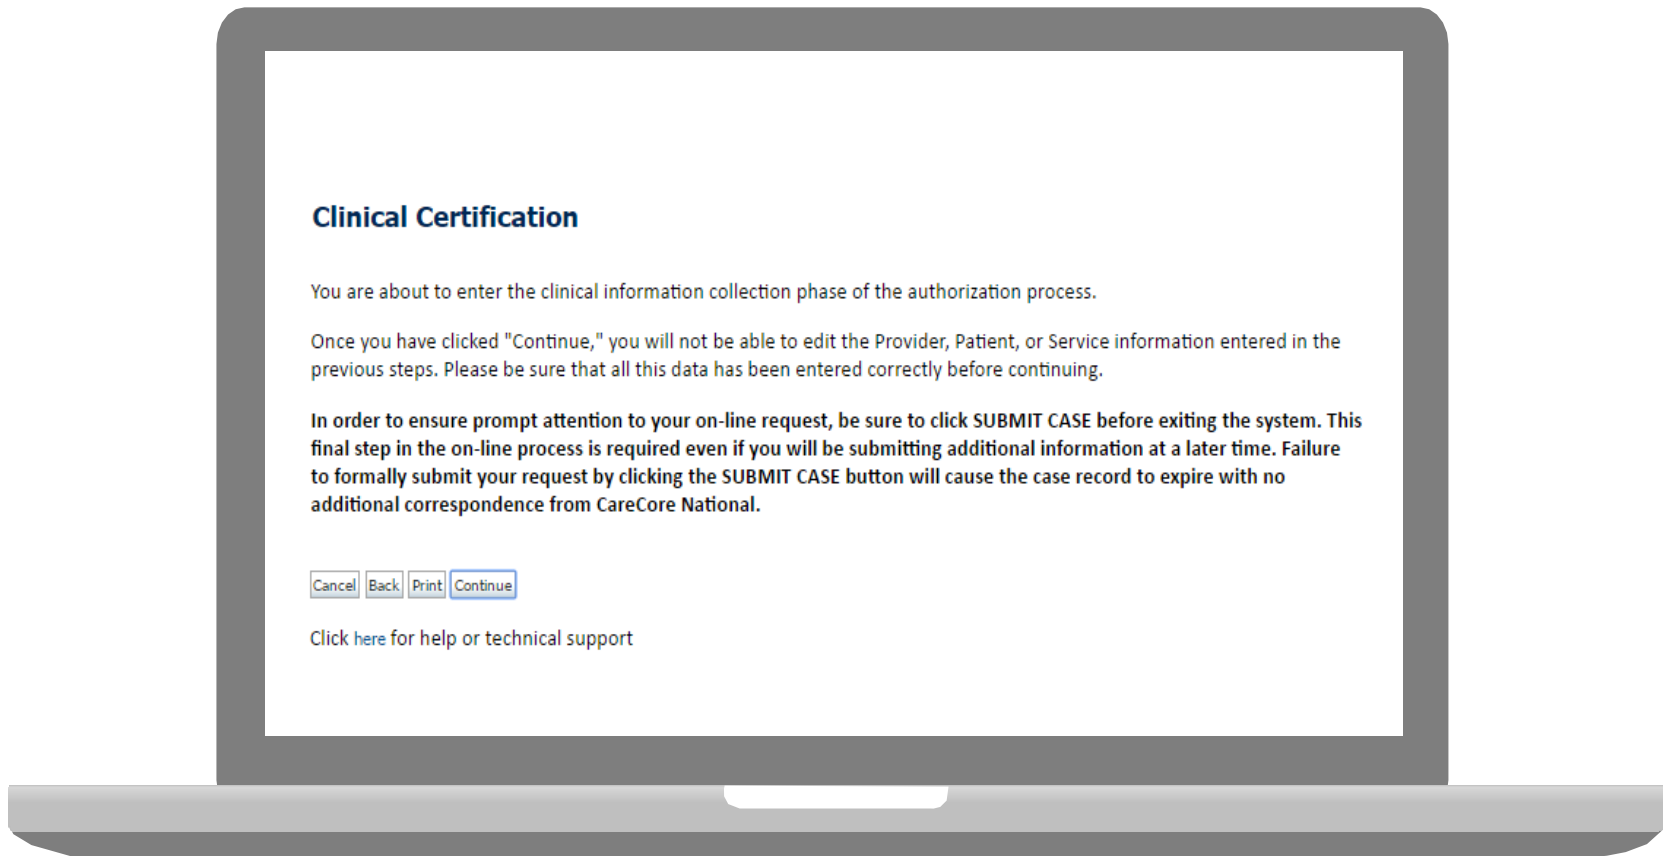 Clinical Certification
You are about to enter the clinical information collection phase of the authorization process.
Once you have clicked "Continue," you will not be able to edit the Provider, Patient, or Service information entered in the
previous steps. Please be sure that all this data has been entered correctly before continuing.
In order to ensure prompt attention to your on-line request, be sure to click SUBMIT CASE before exiting the system. This
final step in the on-line process is required even if you will be submitting additional information at a later time. Failure
to formally submit your request by clicking the SUBMIT CASE button will cause the case record to expire with no
additional correspondence from CareCore National.
Cancel Back Print Continue
Click here for help or technical support